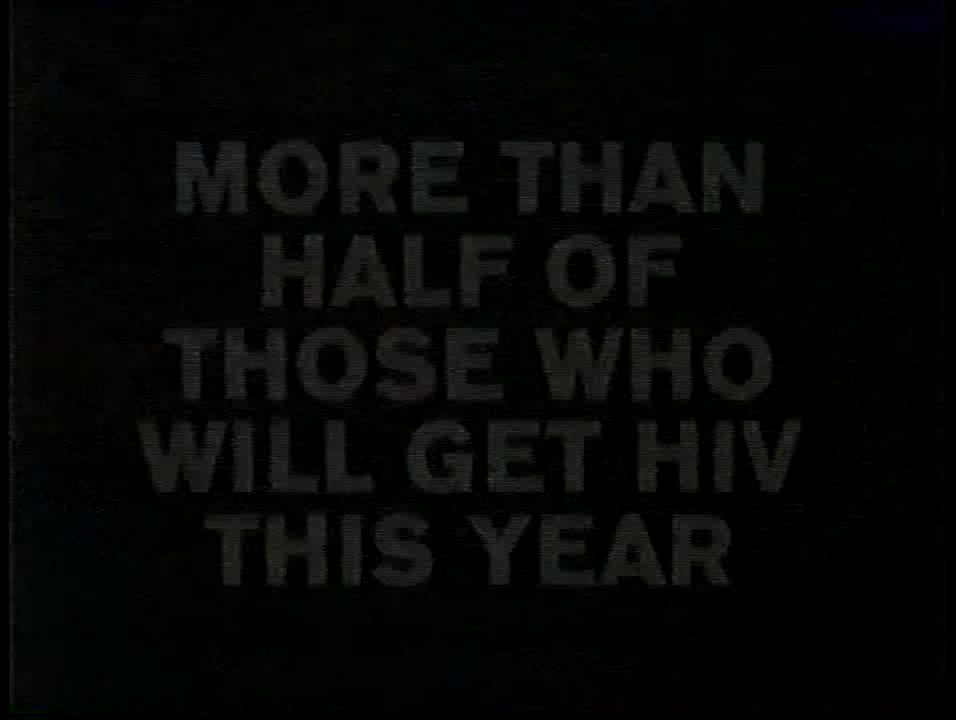 MORE THAN
HALF OF
THOSE WHO
WILL GET HIV
THIS YEAR